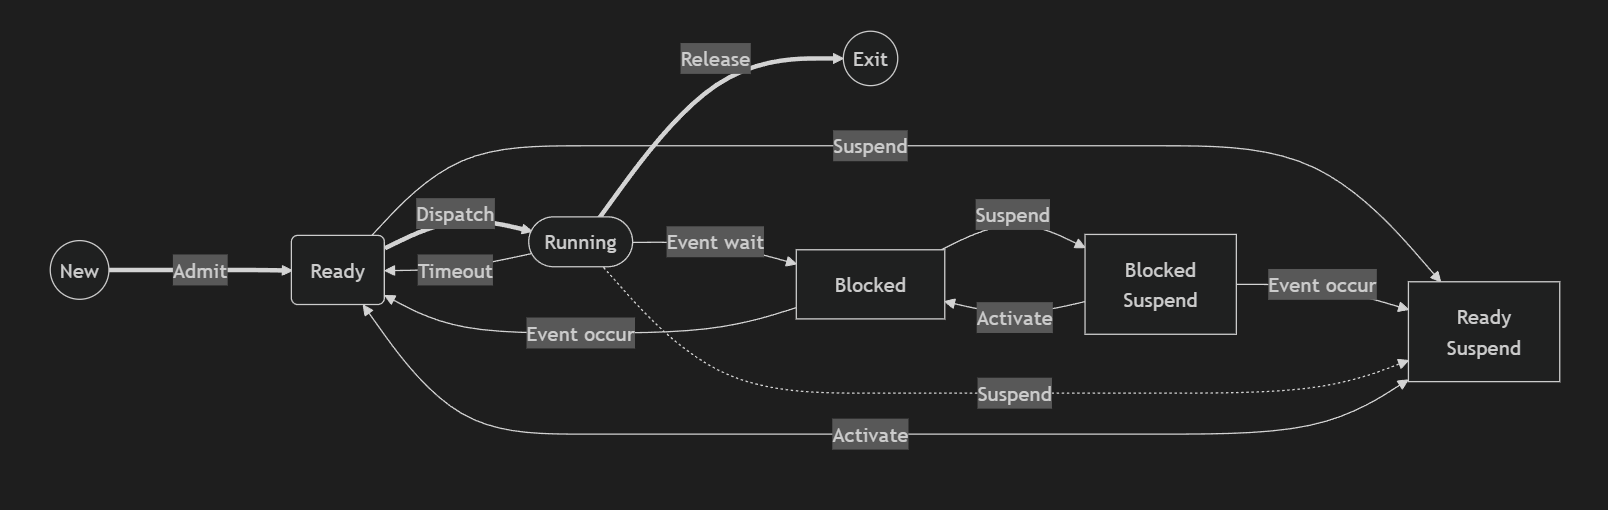 Release
Exit
Suspend
Dispatch
Suspend
Running
Event wait
New
Admit
Ready
Timeout
Blocked
Blocked
Suspend
Event occur
Activate
Event occur
Ready
Suspend
Suspend
Activate